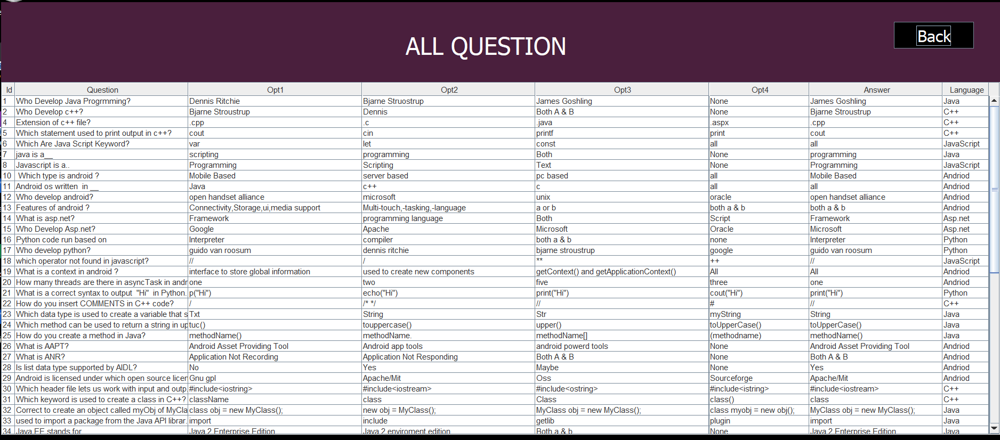 ALL QUESTION
Back
Id Question Opt1 Opt2 Opt3 Opt4 Answer Language
1 Who Develop Java Progrmming? Dennis Ritchie Bjarne Struostrup James Goshling None James Goshling Java
2 Who Develop c++? Bjarne Stroustrup Dennis Both A & B None Bjarne Stroustrup C++
4 Extension of c++ file? .cpp .c .java .aspx .cpp C++
5 Which statement used to print output in c++? cout cin printf print cout C++
6 Which Are Java Script Keyword? var let const all all JavaScript
7 java is a__ scripting programming Both None programming Java
8 Javascript is a.. Programming Scripting Text None Programming JavaScript
10 Which type is android ? Mobile Based server based pc based all Mobile Based Andriod
11 Android os written in __ Java c++ c all all Andriod
12 Who develop android? open handset alliance microsoft unix oracle open handset alliance Andriod
13 Features of android ? Connectivity,Storage,ui,media support Multi-touch,-tasking,-language a or b both a & b both a & b Andriod
14 What is asp.net? Framework programming language Both Script Framework Asp.net
15 Who Develop Asp.net? Google Apache Microsoft Oracle Microsoft Asp.net
16 Python code run based on Interpreter compiler both a & b none Interpreter Python
17 Who develop python? guido van roosum dennis ritchie bjarne stroustrup google guido van roosum Python
18 which operator not found in javascript? // / ** ++ // JavaScript
19 What is a context in android ? interface to store global information used to create new components getContext() and getApplicationContext() All All Andriod
20 How many threads are there in asyncTask in andr one two five three one Andriod
21 What is a correct syntax to output "Hi" in Python. p("Hi") echo("Hi") print("Hi") cout("Hi") print("Hi") Python
22 How do you insert COMMENTS in C++ code? / /* */ // # // C++
23 Which data type is used to create a variable that s Txt String Str myString String Java
24 Which method can be used to return a string in up tuc() touppercase() upper() toUpperCase() toUpperCase() Java
25 How do you create a method in Java? methodName() methodName. methodName[] (methodname) methodName() Java
26 What is AAPT? Android Asset Providing Tool Android app tools android powerd tools None Android Asset Providing Tool Andriod
27 What is ANR? Application Not Recording Application Not Responding Both A & B None Both A & B Andriod
28 Is list data type supported by AIDL? No Yes Maybe None Yes Andriod
29 Android is licensed under which open source licen Gnu gpl Apache/Mit Oss Sourceforge Apache/Mit Andriod
30 Which header file lets us work with input and outp. #include<iostring> #include<iostream> #include<ostring> #include<istring> #include<iostream> C++
31 Which keyword is used to create a class in C++? className class Class class() class C++
32 Correct to create an object called myObj of MyCla class obj = new MyClass(); new obj = MyClass(); MyClass obj = new MyClass(); class myobj = new obj(); MyClass obj = new MyClass(); Java
33 used to import a package from the Java API librar. import include getlib plugin import Java
34 Java EE stands for Java 2 Enterprise Edition Java 2 enviroment edition Both a & b None Java 2 Enterprise Edition Java